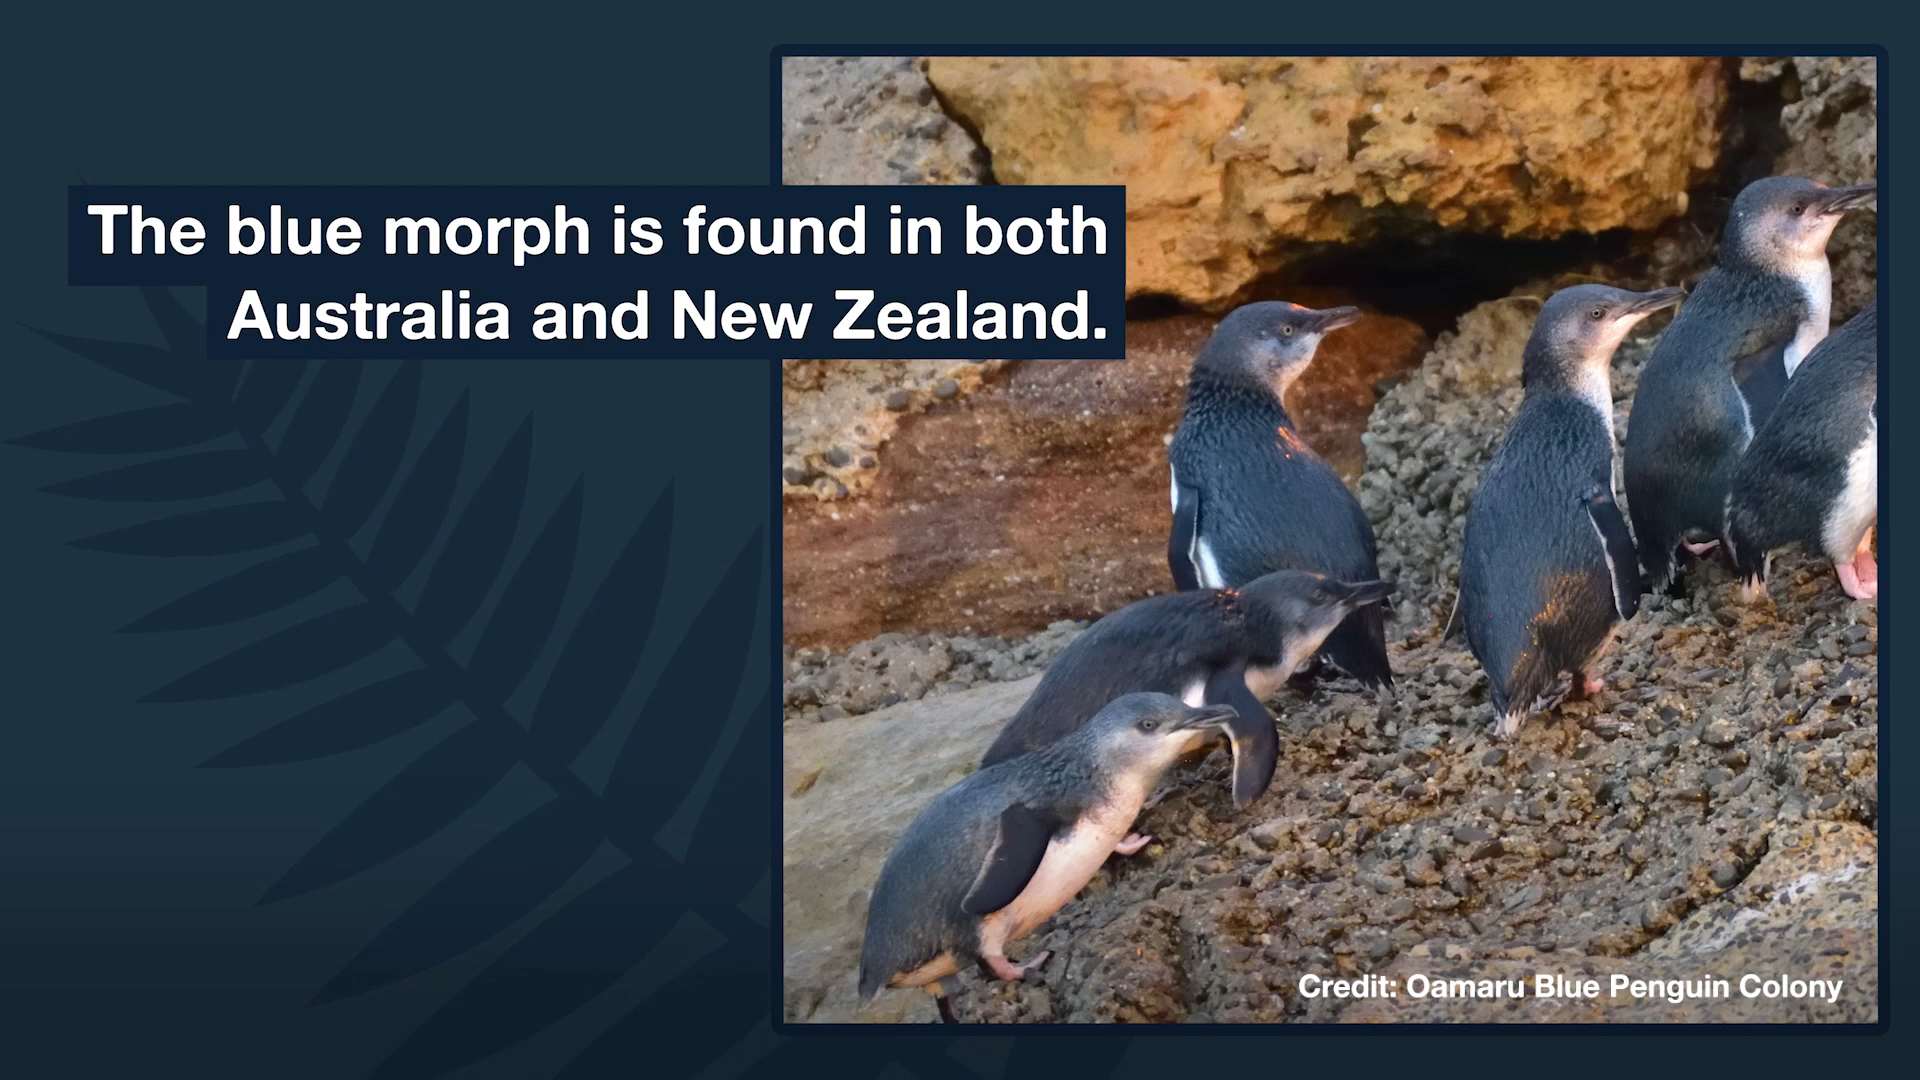 The blue morph is found in both
Australia and New Zealand.
Credit: Oamaru Blue Penguin Colony